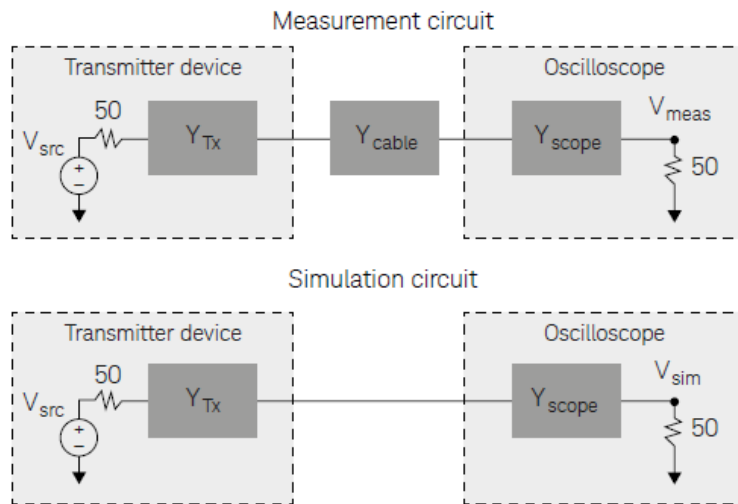 Measurement circuit
Transmitter device
Oscilloscope
50
V_src
+
−
Y_Tx
Y_cable
Y_scope
V_meas
50
Simulation circuit
Transmitter device
Oscilloscope
50
V_src
+
−
Y_Tx
Y_scope
V_sim
50